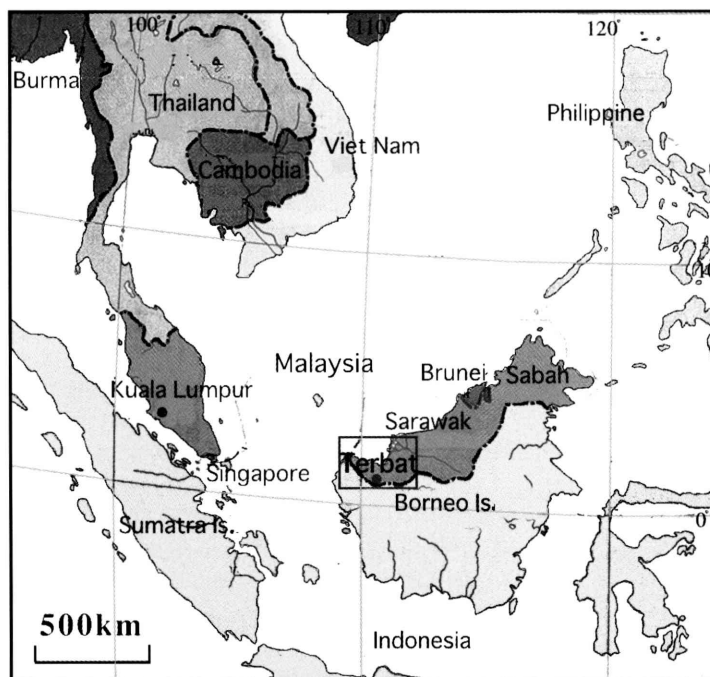 100°
110°
120°
Burma
Thailand
Philippine
Viet Nam
Cambodia
Malaysia
Kuala Lumpur
Brunei
Sabah
Sarawak
Terbat
Singapore
Borneo Is.
Sumatra Is.
0°
500km
Indonesia